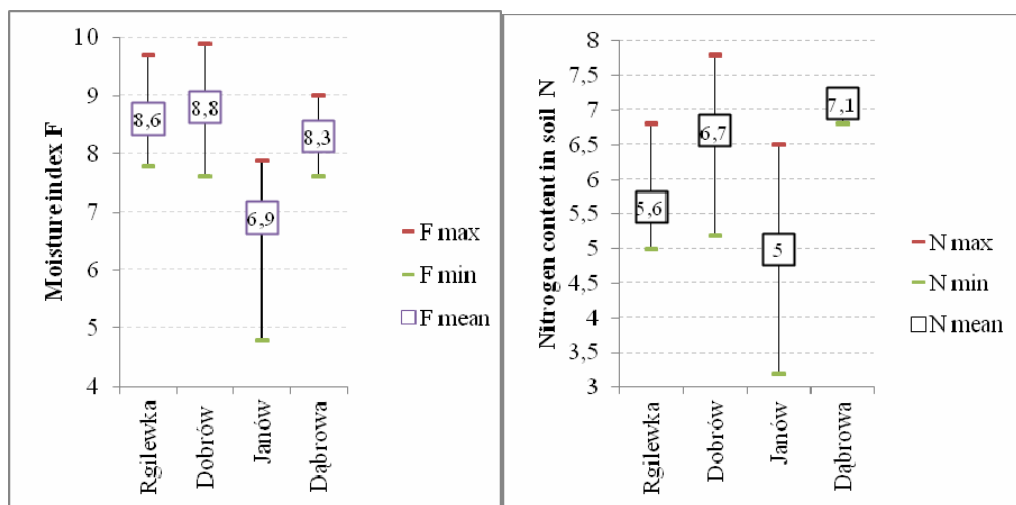 Moisture index F
10
9
8
7
6
5
4
8,6
8,8
6,9
8,3
Rgilewka
Dobrów
Janów
Dąbrowa
F max
F min
F mean
Nitrogen content in soil N
8
7,5
7
6,5
6
5,5
5
4,5
4
3,5
3
5,6
6,7
5
7,1
Rgilewka
Dobrów
Janów
Dąbrowa
N max
N min
N mean